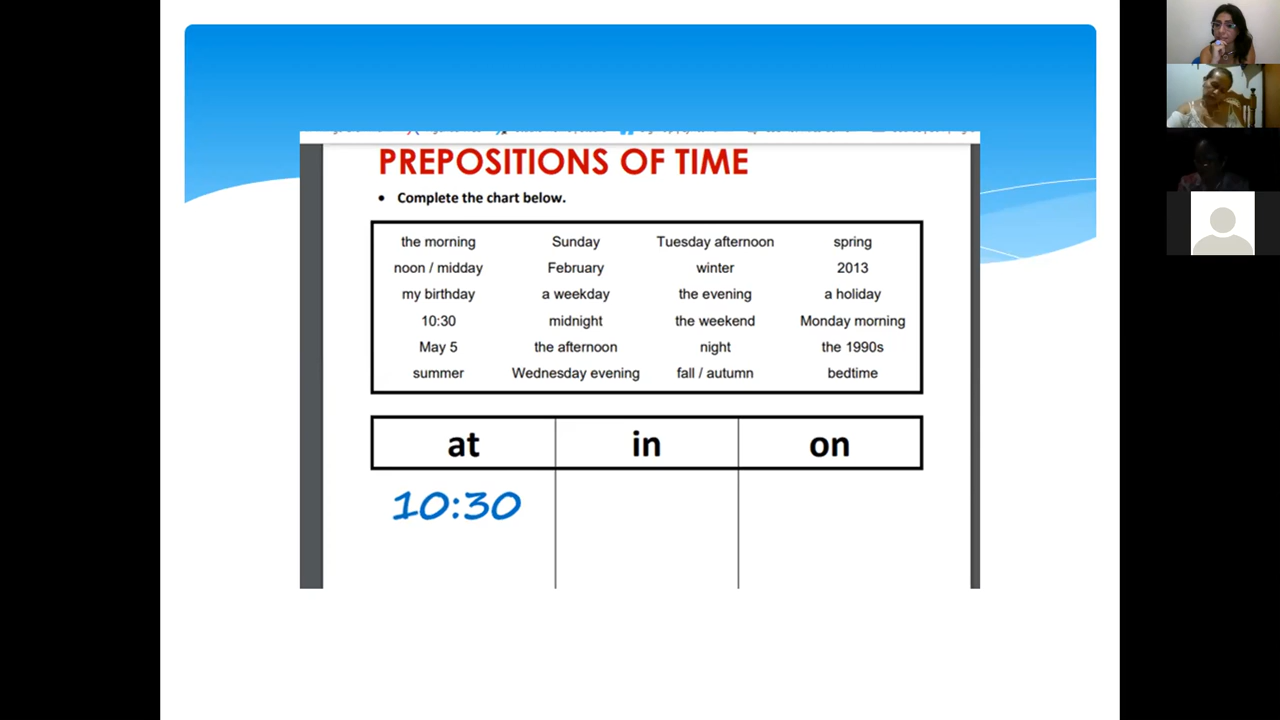 PREPOSITIONS OF TIME
• Complete the chart below.
the morning Sunday Tuesday afternoon spring
noon / midday February winter 2013
my birthday a weekday the evening a holiday
10:30 midnight the weekend Monday morning
May 5 the afternoon night the 1990s
summer Wednesday evening fall / autumn bedtime
at in on
10:30